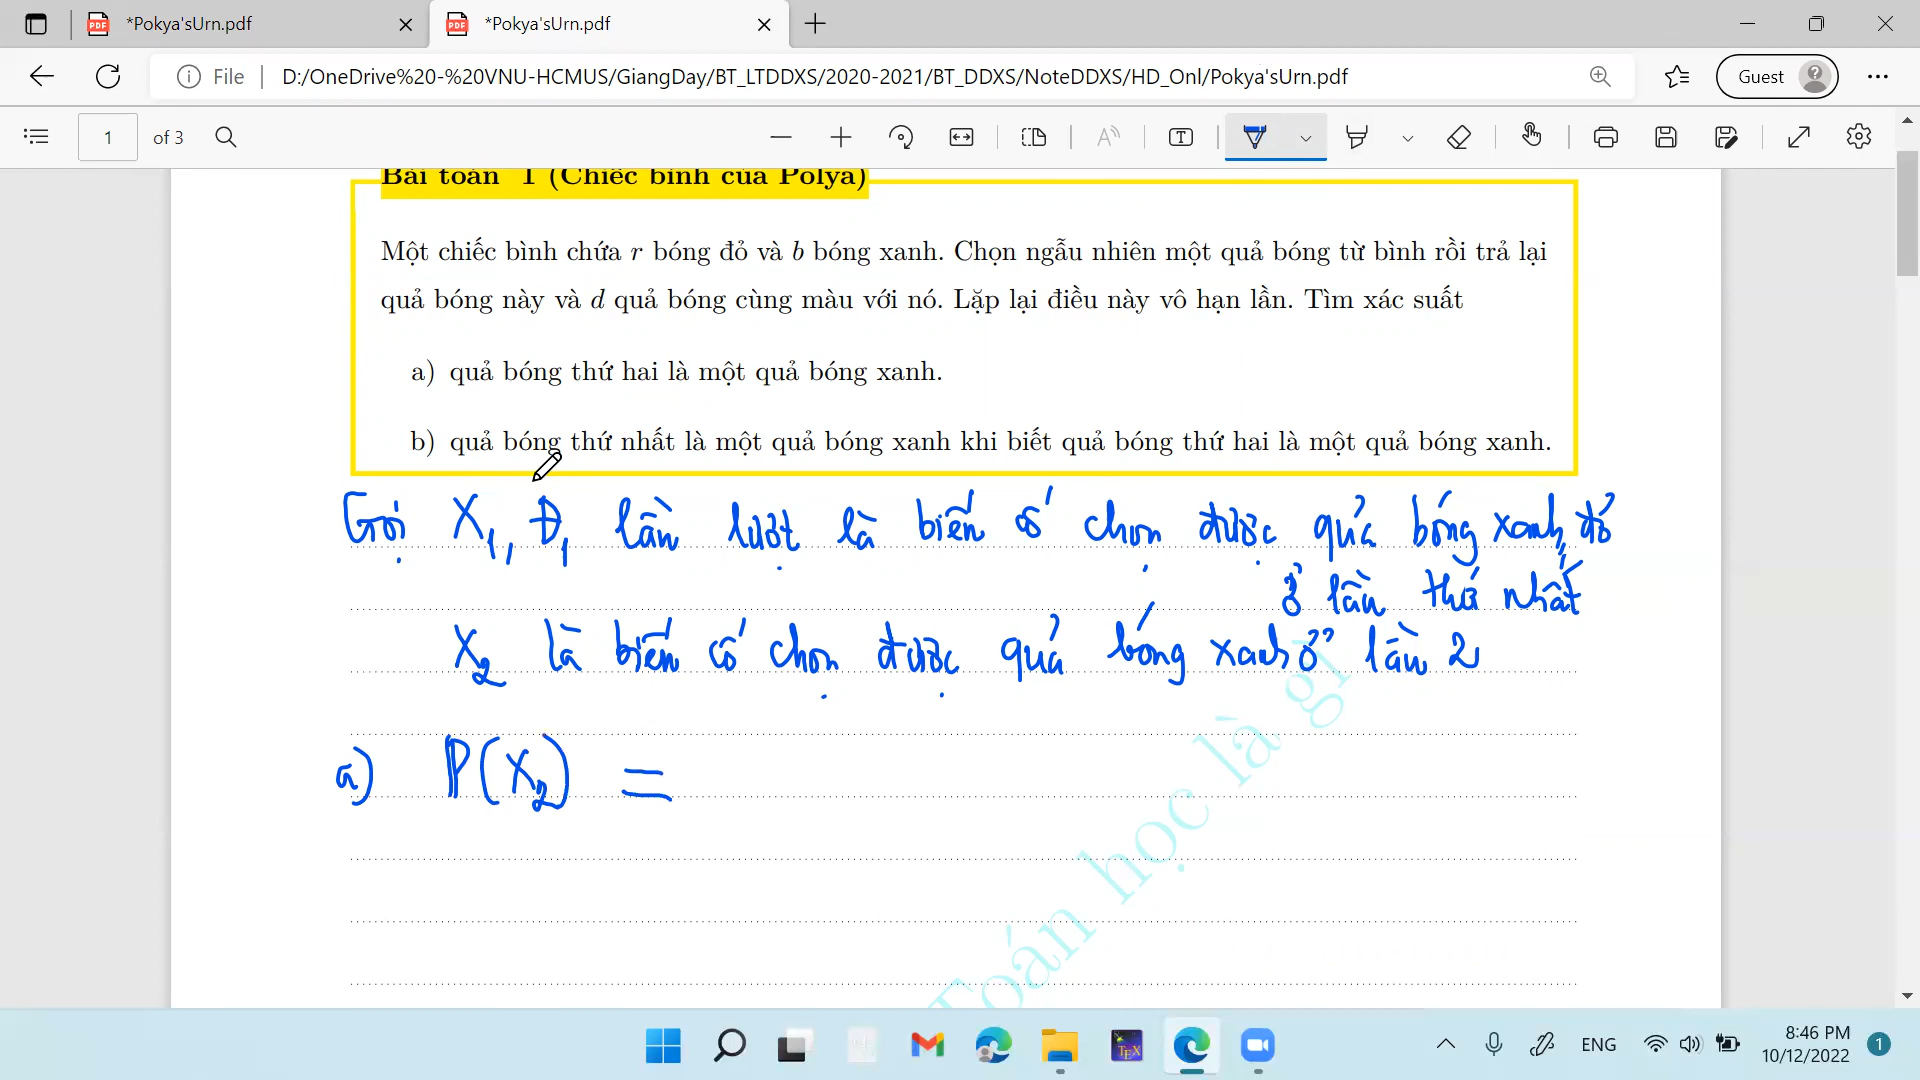 *Pokya'sUrn.pdf
*Pokya'sUrn.pdf
File
D:/OneDrive%20-%20VNU-HCMUS/GiangDay/BT_LTDDXS/2020-2021/BT_DDXS/NoteDDXS/HD_Onl/Pokya'sUrn.pdf
Guest
1 of 3
Bài toán 1 (Chiếc bình của Polya)
Một chiếc bình chứa r bóng đỏ và b bóng xanh. Chọn ngẫu nhiên một quả bóng từ bình rồi trả lại
quả bóng này và d quả bóng cùng màu với nó. Lặp lại điều này vô hạn lần. Tìm xác suất
a) quả bóng thứ hai là một quả bóng xanh.
b) quả bóng thứ nhất là một quả bóng xanh khi biết quả bóng thứ hai là một quả bóng xanh.
Gọi X₁, Đ₁ lần lượt là biến cố chọn được quả bóng xanh, đỏ
ở lần thứ nhất
X₂ là biến cố chọn được quả bóng xanh ở lần 2
a) P(X₂) =
Toán học là gì
TEX
ENG
8:46 PM
10/12/2022
1